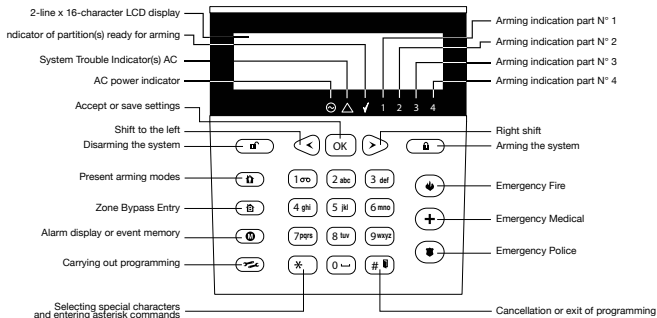 2-line x 16-character LCD display
ndicator of partition(s) ready for arming
System Trouble Indicator(s) AC
AC power indicator
Accept or save settings
Shift to the left
Disarming the system
Present arming modes
Zone Bypass Entry
Alarm display or event memory
Carrying out programming
Selecting special characters
and entering asterisk commands
1 2 3 4
OK
1
2 abc
3 def
4 ghi
5 jkl
6 mno
7 pqrs
8 tuv
9 wxyz
*
0
#
M
Arming indication part N° 1
Arming indication part N° 2
Arming indication part N° 3
Arming indication part N° 4
Right shift
Arming the system
Emergency Fire
Emergency Medical
Emergency Police
Cancellation or exit of programming